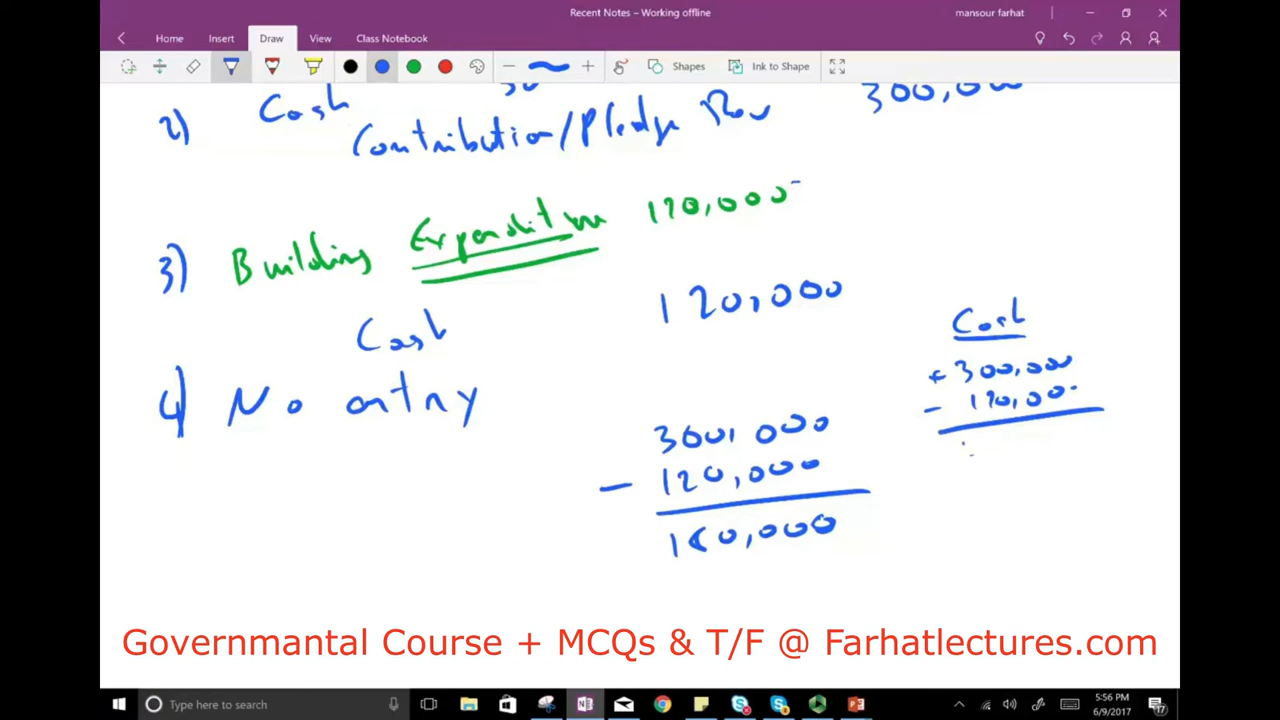 Recent Notes – Working offline
mansour farhat
Home Insert Draw View Class Notebook
Shapes
Ink to Shape
2) Cash 300,000
Contribution/Pledge Rev
3) Building Expenditure 120,000
120,000
Cash
4) No entry
Cash
+ 300,000
- 120,000
300,000
- 120,000
180,000
Governmantal Course + MCQs & T/F @ Farhatlectures.com
Type here to search
5:56 PM
6/9/2017
17